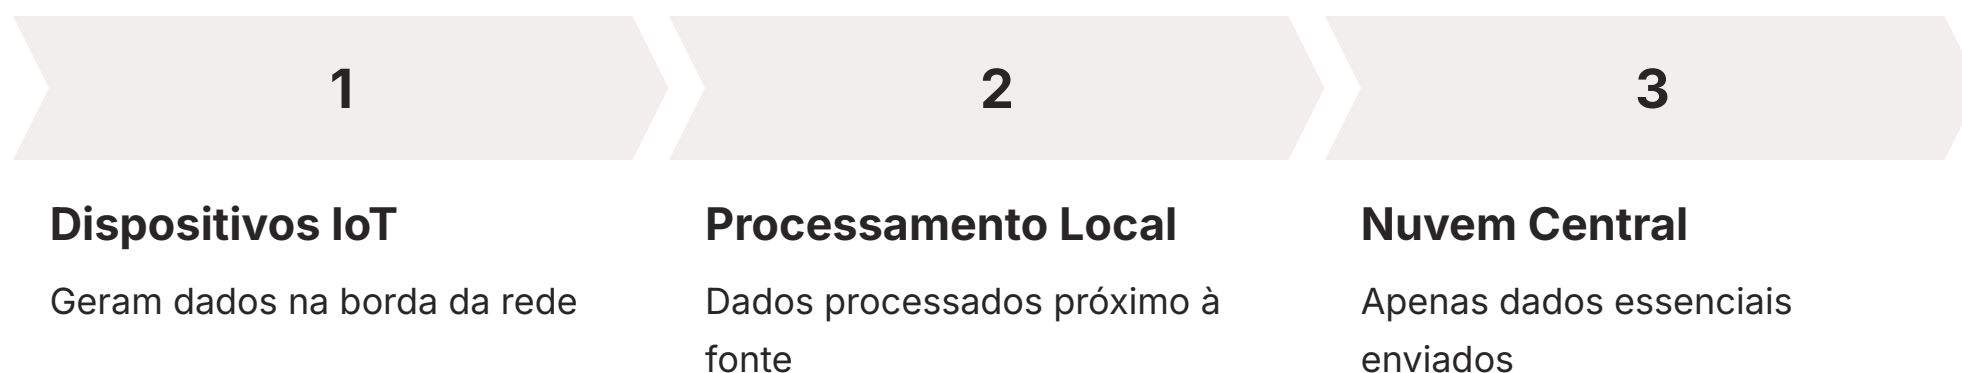 1
Dispositivos IoT
Geram dados na borda da rede
2
Processamento Local
Dados processados próximo à
fonte
3
Nuvem Central
Apenas dados essenciais
enviados